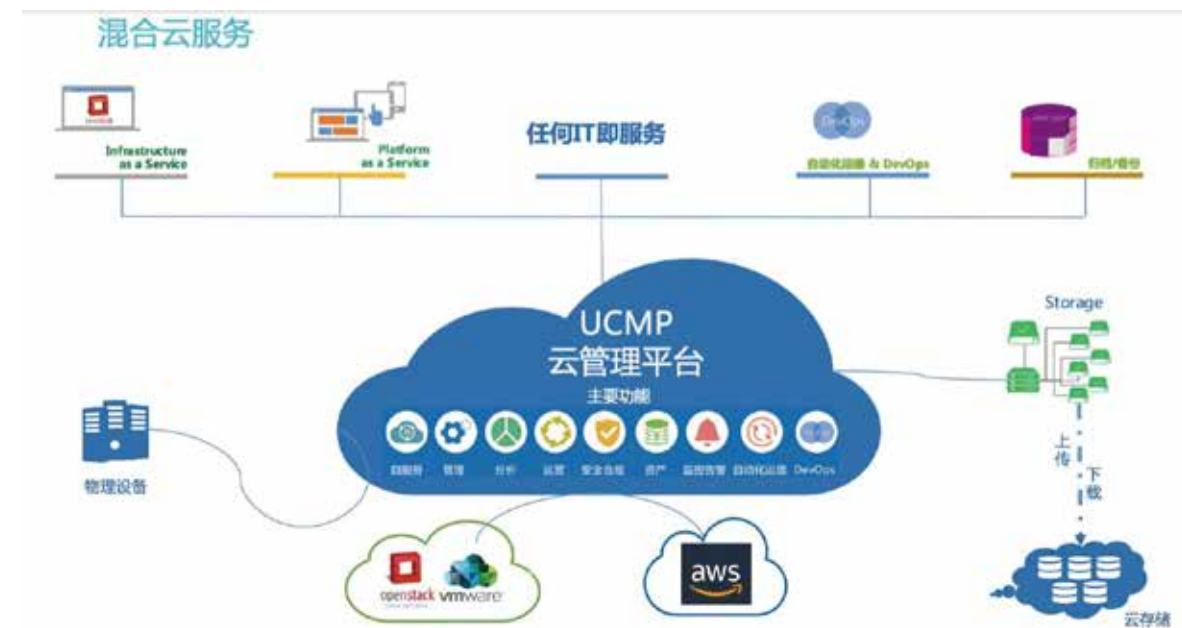 混合云服务
Infrastructure
as a Service
Platform
as a Service
任何IT即服务
DevOps
自动化运维 & DevOps
归档/备份
UCMP
云管理平台
主要功能
自服务 管理 分析 运营 安全合规 资产 监控告警 自动化运维 DevOps
Storage
物理设备
上传
下载
openstack
vmware
aws
云存储